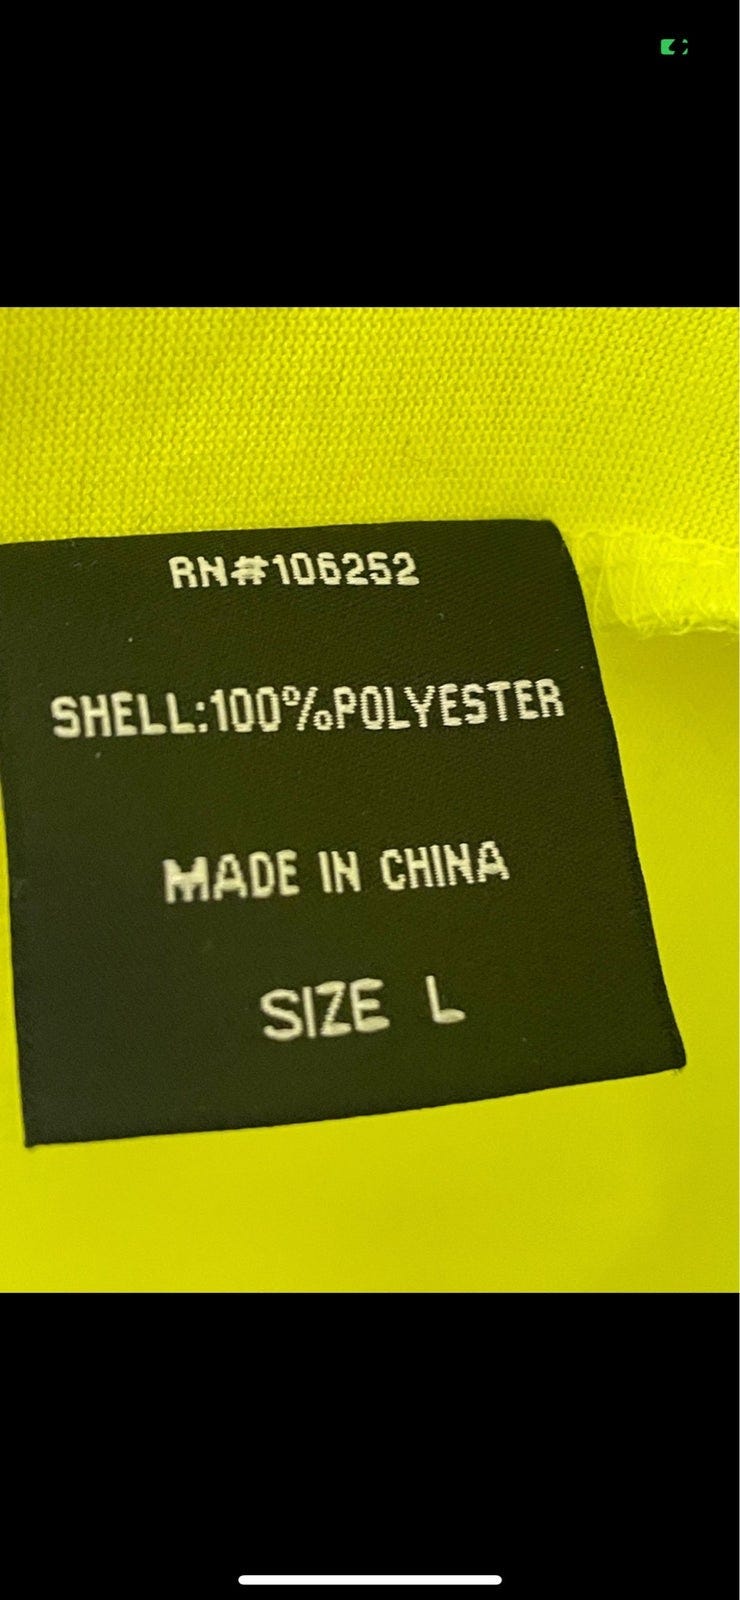 RN#106252
SHELL:100%POLYESTER
MADE IN CHINA
SIZE L